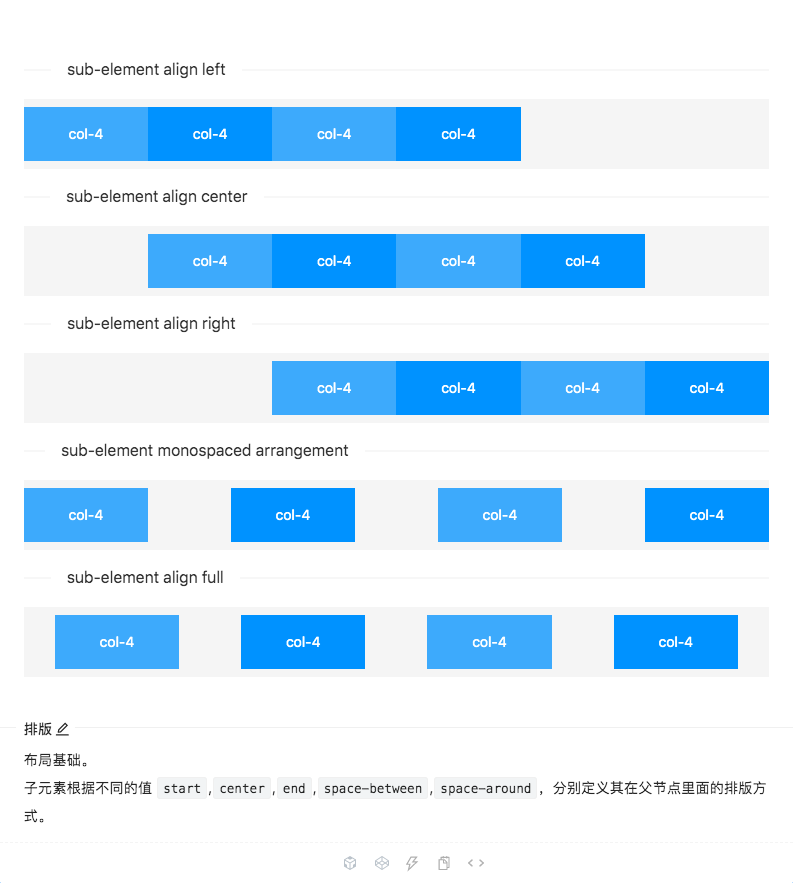 sub-element align left
col-4 col-4 col-4 col-4
sub-element align center
col-4 col-4 col-4 col-4
sub-element align right
col-4 col-4 col-4 col-4
sub-element monospaced arrangement
col-4 col-4 col-4 col-4
sub-element align full
col-4 col-4 col-4 col-4
排版
布局基础。
子元素根据不同的值 start,center,end,space-between,space-around，分别定义其在父节点里面的排版方
式。